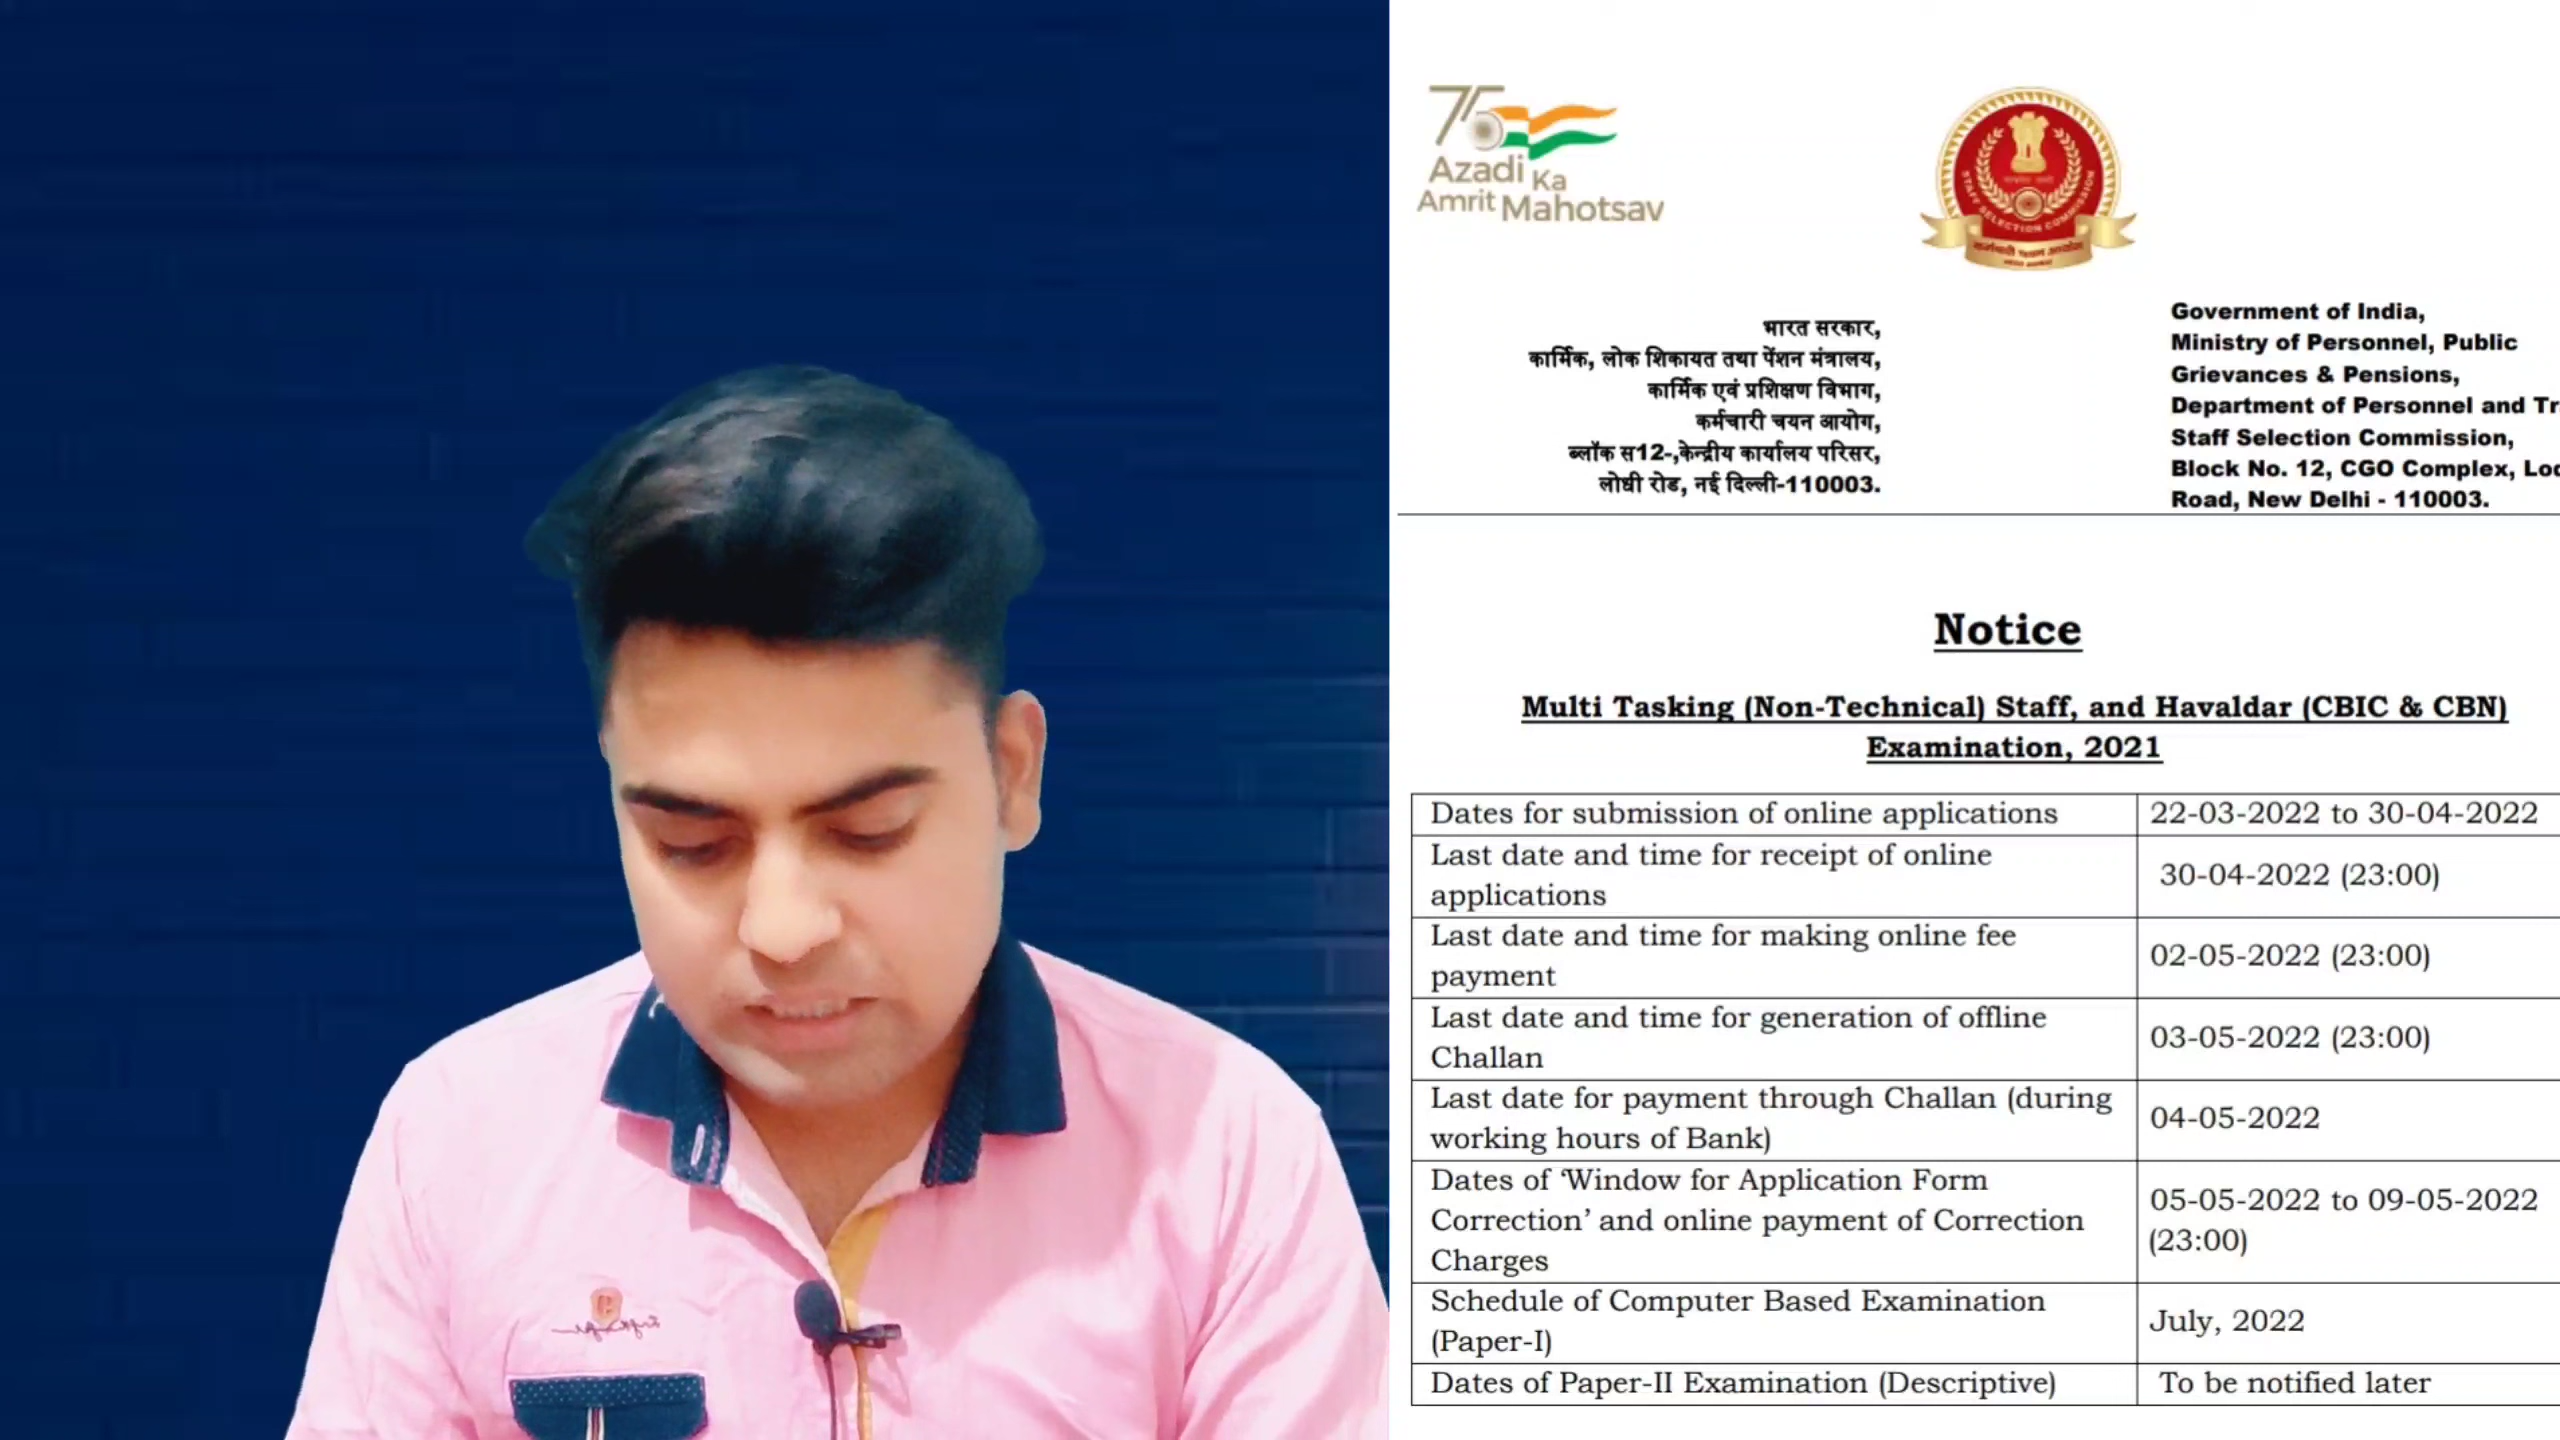 75
Azadi Ka
Amrit Mahotsav
STAFF SELECTION COMMISSION
कर्मचारी चयन आयोग
भारत सरकार,
कार्मिक, लोक शिकायत तथा पेंशन मंत्रालय,
कार्मिक एवं प्रशिक्षण विभाग,
कर्मचारी चयन आयोग,
ब्लॉक स12-,केन्द्रीय कार्यालय परिसर,
लोधी रोड, नई दिल्ली-110003.
Government of India,
Ministry of Personnel, Public
Grievances & Pensions,
Department of Personnel and Tr
Staff Selection Commission,
Block No. 12, CGO Complex, Lo
Road, New Delhi - 110003.
Notice
Multi Tasking (Non-Technical) Staff, and Havaldar (CBIC & CBN)
Examination, 2021
Dates for submission of online applications 22-03-2022 to 30-04-2022
Last date and time for receipt of online
applications 30-04-2022 (23:00)
Last date and time for making online fee
payment 02-05-2022 (23:00)
Last date and time for generation of offline
Challan 03-05-2022 (23:00)
Last date for payment through Challan (during
working hours of Bank) 04-05-2022
Dates of ‘Window for Application Form
Correction’ and online payment of Correction
Charges 05-05-2022 to 09-05-2022
(23:00)
Schedule of Computer Based Examination
(Paper-I) July, 2022
Dates of Paper-II Examination (Descriptive) To be notified later